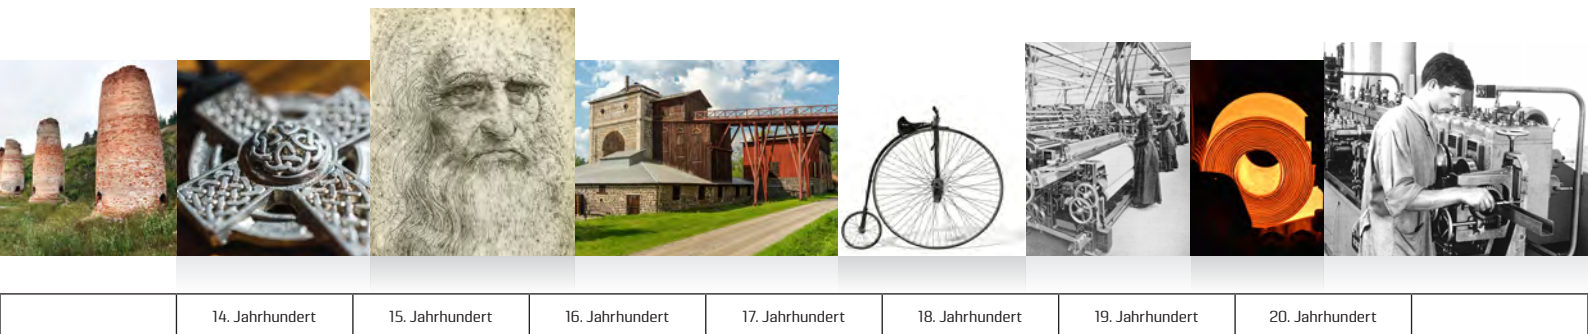 14. Jahrhundert
15. Jahrhundert
16. Jahrhundert
17. Jahrhundert
18. Jahrhundert
19. Jahrhundert
20. Jahrhundert